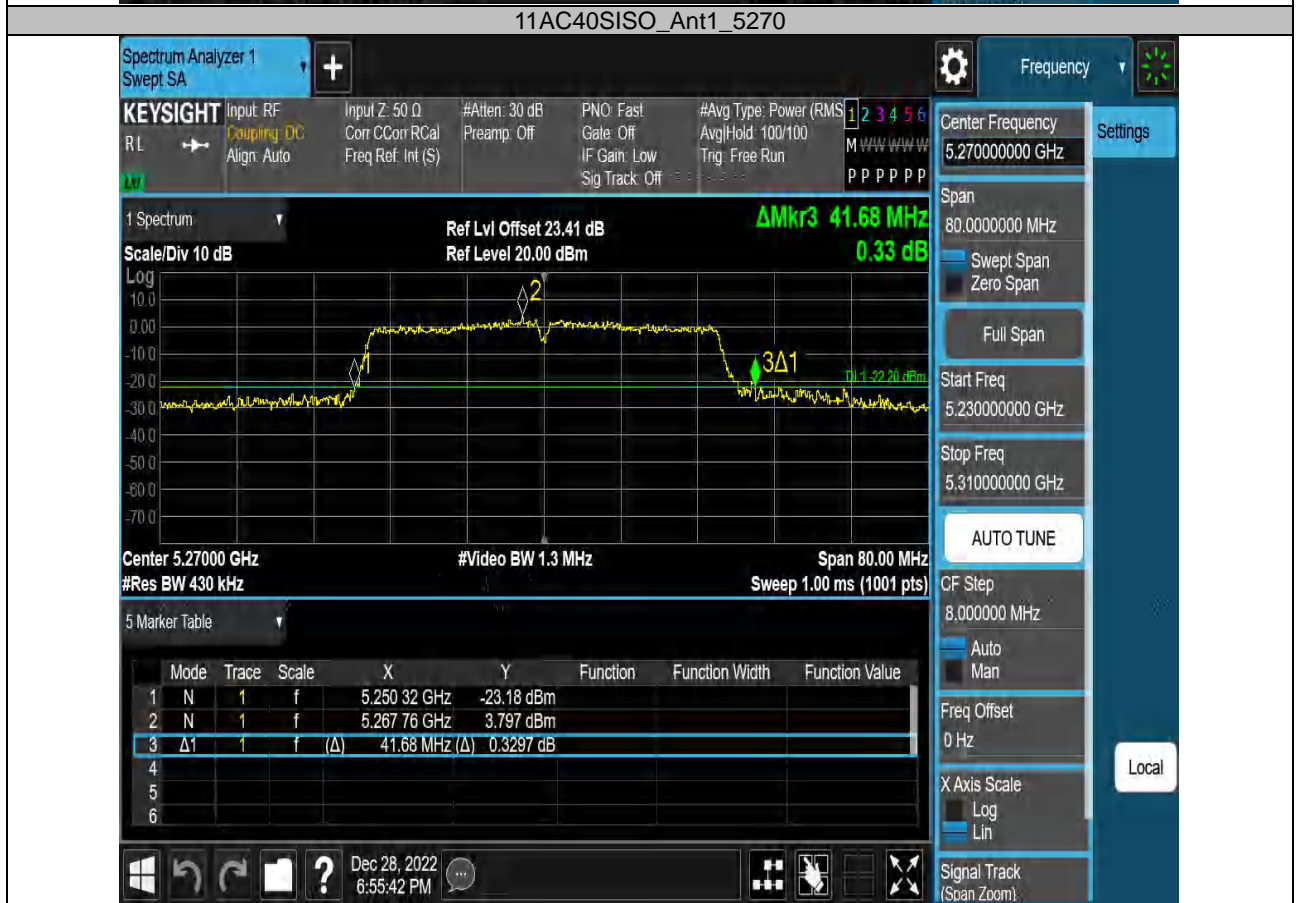 11AC40SISO_Ant1_5270
Spectrum Analyzer 1
Swept SA
+
Frequency
KEYSIGHT
RL
Input: RF
Coupling: DC
Align: Auto
Input Z: 50 Ω
Corr CCorr RCal
Freq Ref: Int (S)
#Atten: 30 dB
Preamp: Off
PNO: Fast
Gate: Off
IF Gain: Low
Sig Track: Off
#Avg Type: Power (RMS
Avg|Hold: 100/100
Trig: Free Run
1 2 3 4 5 6
M W W W W W
P P P P P P
1 Spectrum
Scale/Div 10 dB
Ref Lvl Offset 23.41 dB
Ref Level 20.00 dBm
ΔMkr3 41.68 MHz
0.33 dB
Log
10.0
0.00
-10.0
-20.0
-30.0
-40.0
-50.0
-60.0
-70.0
2
1
3Δ1
DL1 -22.20 dBm
Center 5.27000 GHz
#Video BW 1.3 MHz
Span 80.00 MHz
#Res BW 430 kHz
Sweep 1.00 ms (1001 pts)
5 Marker Table
Mode Trace Scale X Y Function Function Width Function Value
1 N 1 f 5.250 32 GHz -23.18 dBm
2 N 1 f 5.267 76 GHz 3.797 dBm
3 Δ1 1 f (Δ) 41.68 MHz (Δ) 0.3297 dB
4
5
6
Center Frequency
5.270000000 GHz
Settings
Span
80.0000000 MHz
Swept Span
Zero Span
Full Span
Start Freq
5.230000000 GHz
Stop Freq
5.310000000 GHz
AUTO TUNE
CF Step
8.000000 MHz
Auto
Man
Freq Offset
0 Hz
X Axis Scale
Log
Lin
Local
Signal Track
(Span Zoom)
?
Dec 28, 2022
6:55:42 PM